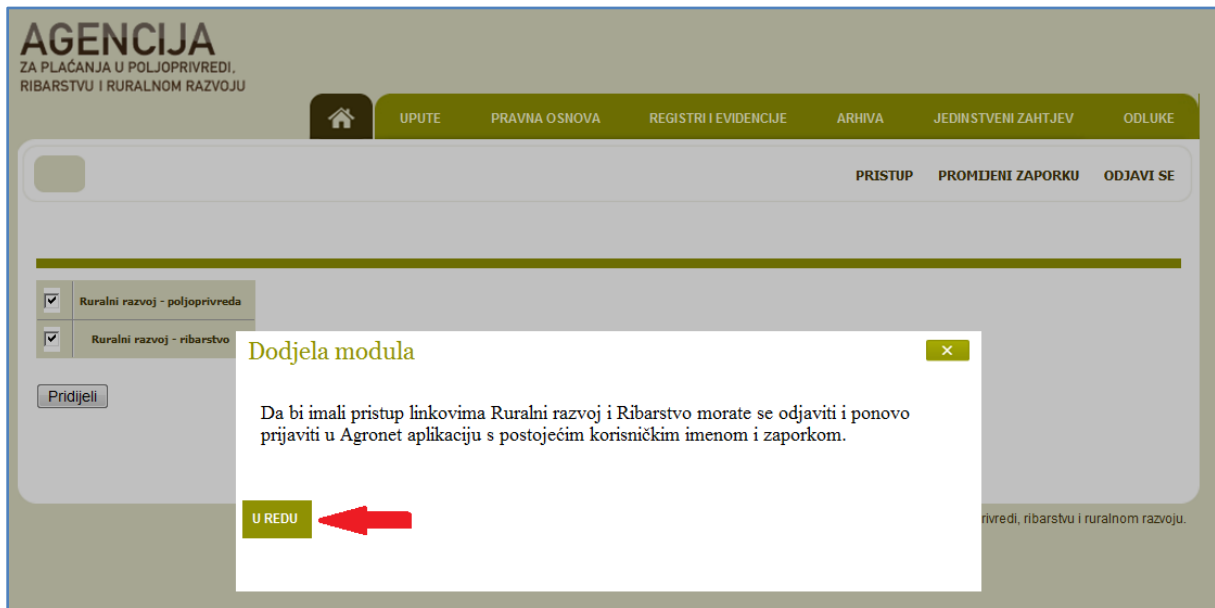 AGENCIJA
ZA PLAĆANJA U POLJOPRIVREDI,
RIBARSTVU I RURALNOM RAZVOJU
UPUTE PRAVNA OSNOVA REGISTRI I EVIDENCIJE ARHIVA JEDINSTVENI ZAHTJEV ODLUKE
PRISTUP PROMIJENI ZAPORKU ODJAVI SE
Ruralni razvoj - poljoprivreda
Ruralni razvoj - ribarstvo
Pridijeli
Dodjela modula
Da bi imali pristup linkovima Ruralni razvoj i Ribarstvo morate se odjaviti i ponovo
prijaviti u Agronet aplikaciju s postojećim korisničkim imenom i zaporkom.
U REDU
rivredi, ribarstvu i ruralnom razvoju.